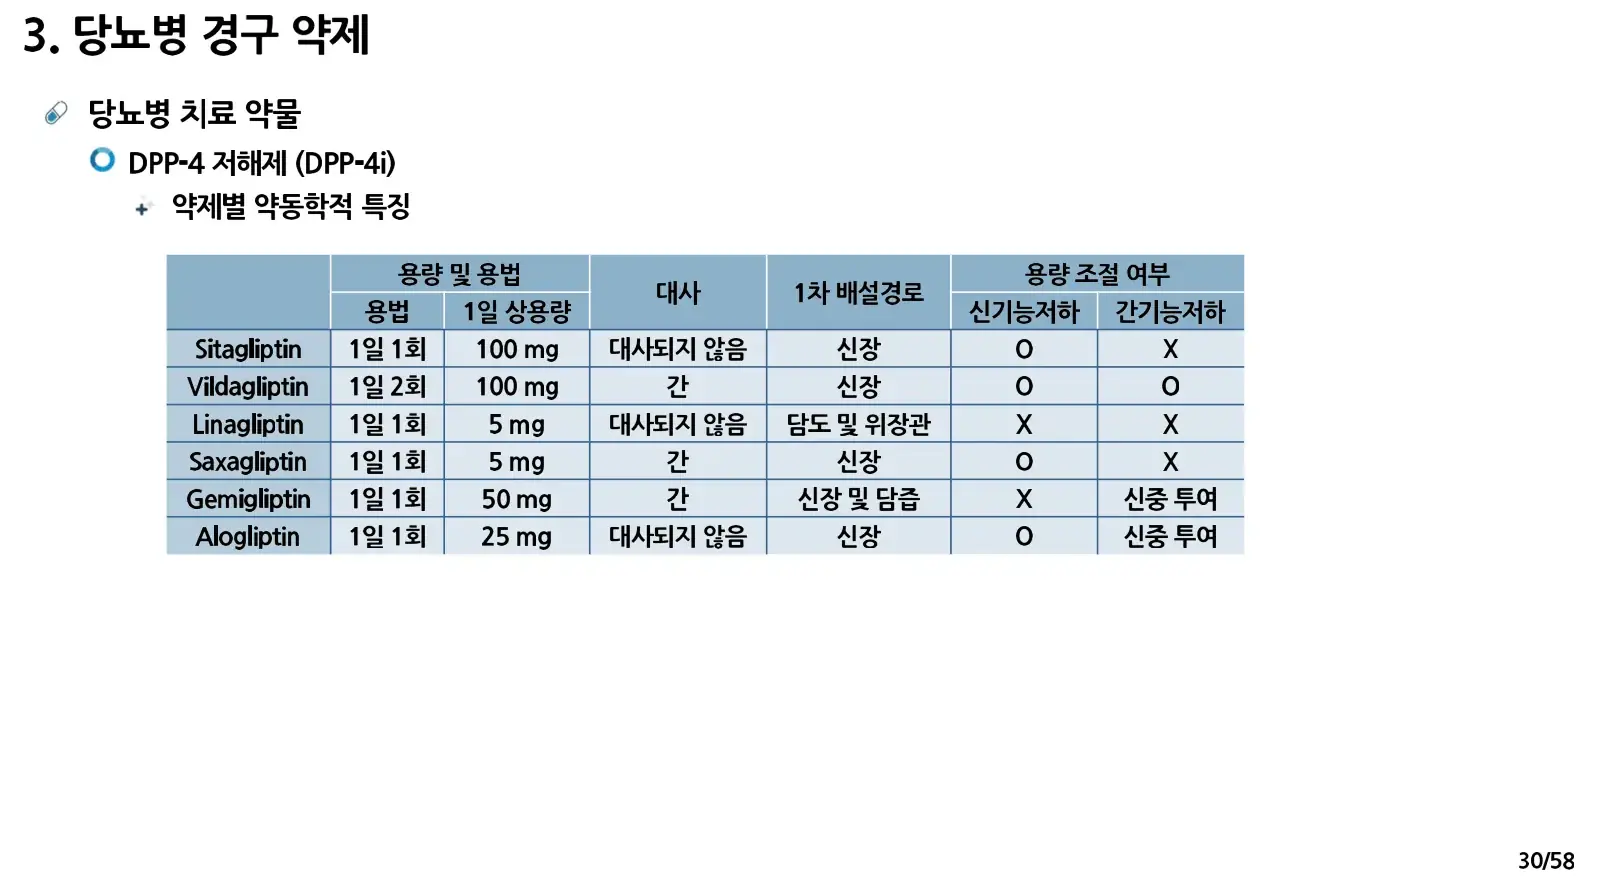 3. 당뇨병 경구 약제
당뇨병 치료 약물
DPP-4 저해제 (DPP-4i)
약제별 약동학적 특징
용량 및 용법 대사 1차 배설경로 용량 조절 여부
용법 1일 상용량 신기능저하 간기능저하
Sitagliptin 1일 1회 100 mg 대사되지 않음 신장 O X
Vildagliptin 1일 2회 100 mg 간 신장 O O
Linagliptin 1일 1회 5 mg 대사되지 않음 담도 및 위장관 X X
Saxagliptin 1일 1회 5 mg 간 신장 O X
Gemigliptin 1일 1회 50 mg 간 신장 및 담즙 X 신중 투여
Alogliptin 1일 1회 25 mg 대사되지 않음 신장 O 신중 투여
30/58